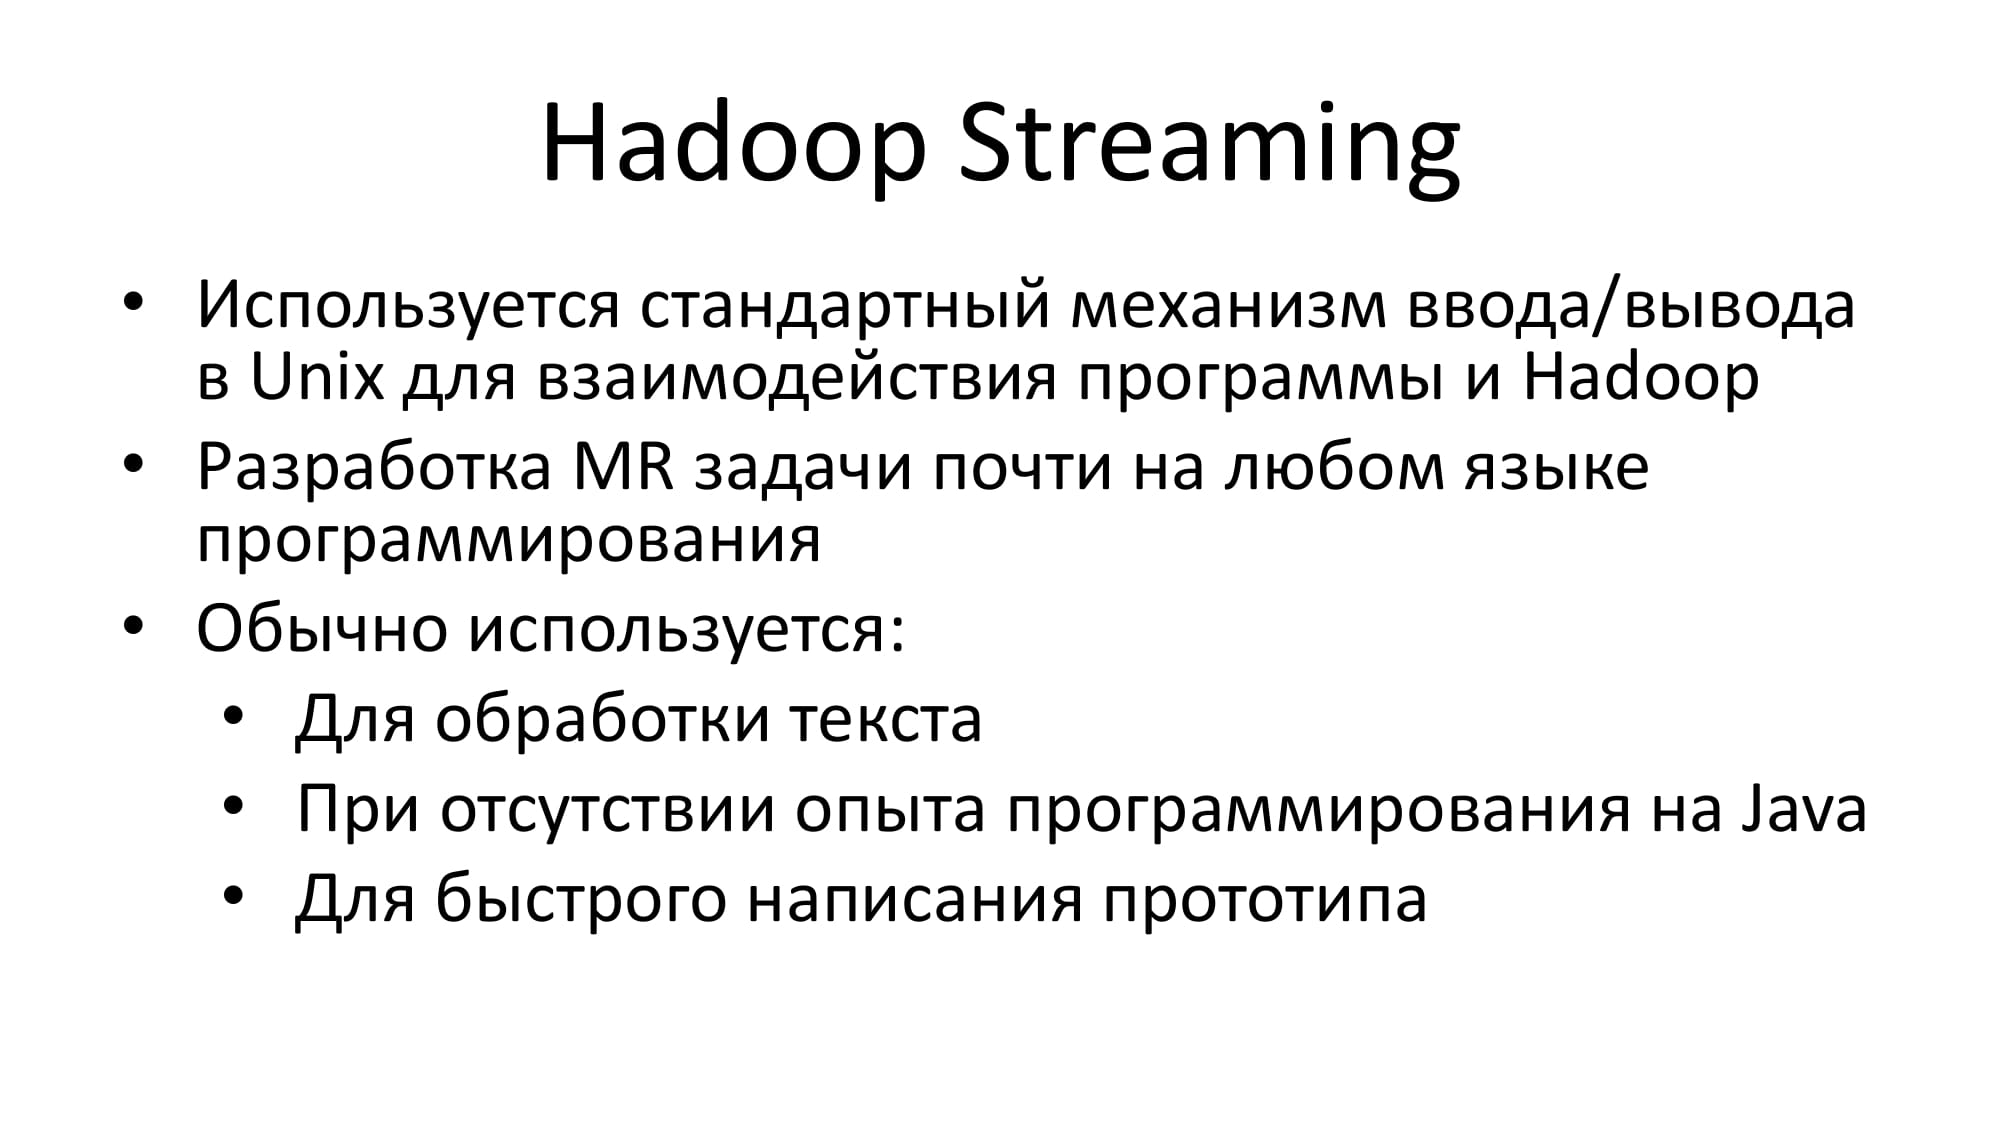 Hadoop Streaming
• Используется стандартный механизм ввода/вывода
в Unix для взаимодействия программы и Hadoop
• Разработка MR задачи почти на любом языке
программирования
• Обычно используется:
• Для обработки текста
• При отсутствии опыта программирования на Java
• Для быстрого написания прототипа